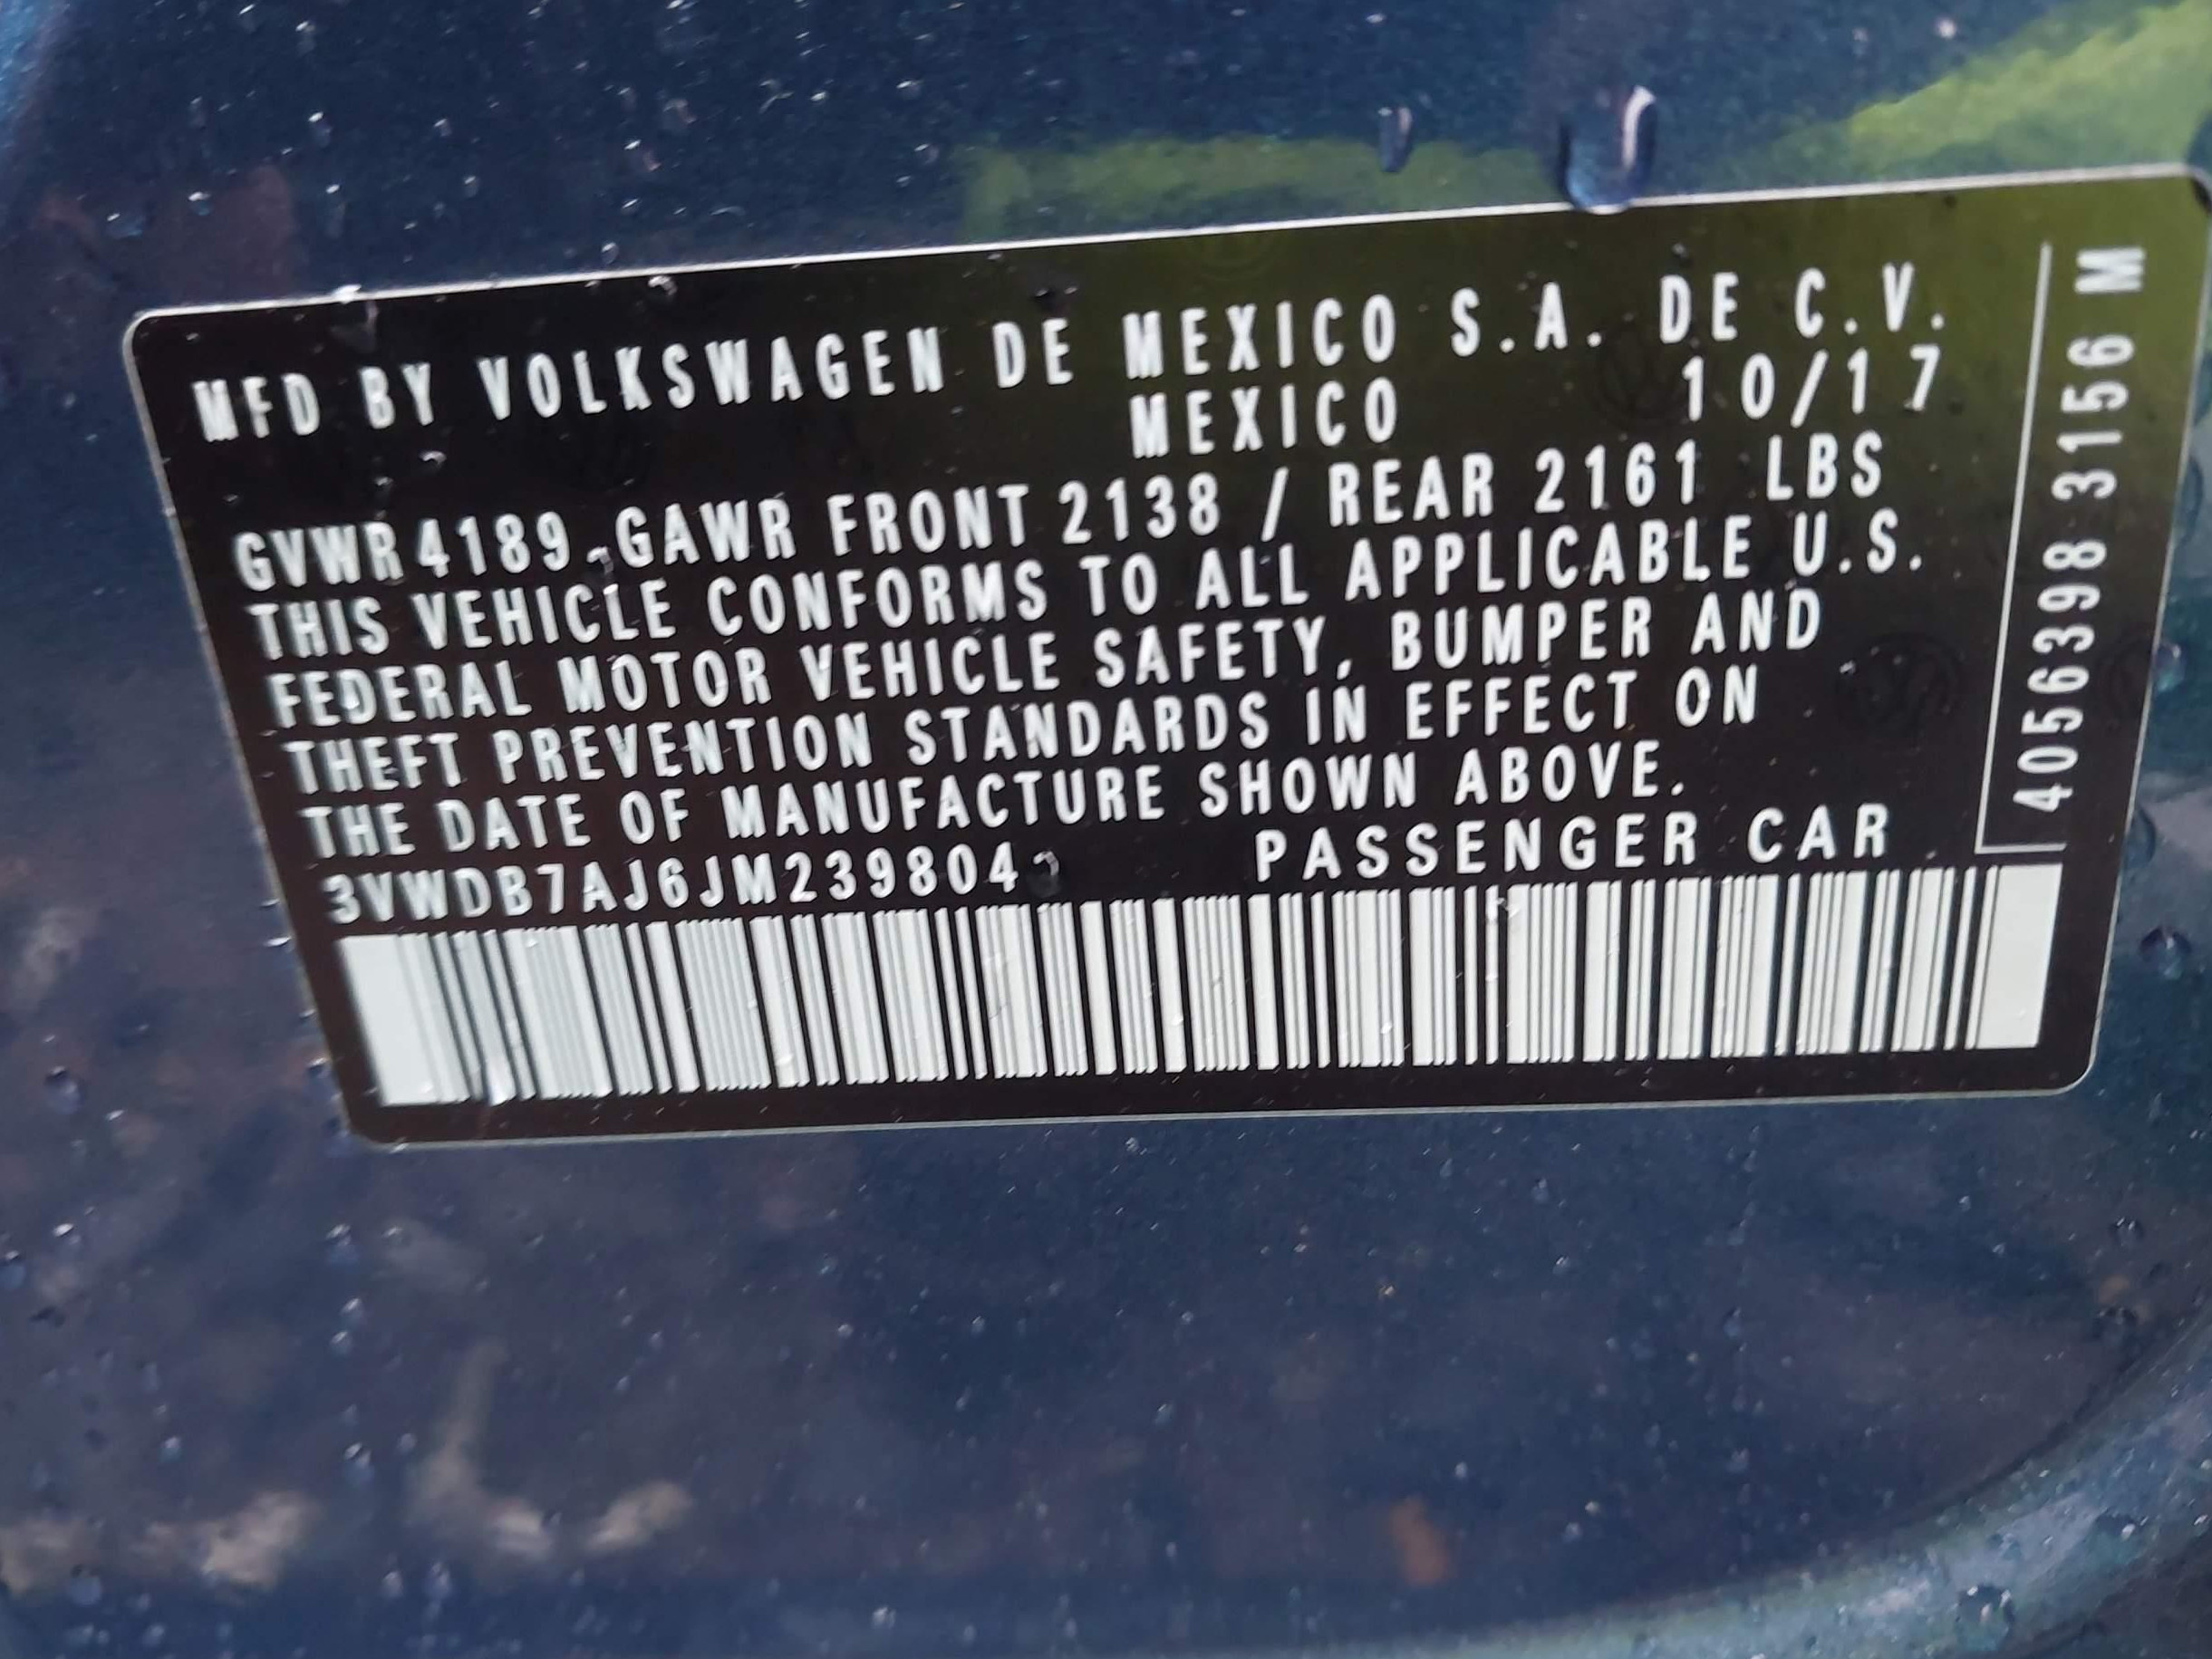 MFD BY VOLKSWAGEN DE MEXICO S.A. DE C.V.
MEXICO 10/17
GVWR 4189 GAWR FRONT 2138 / REAR 2161 LBS
THIS VEHICLE CONFORMS TO ALL APPLICABLE U.S.
FEDERAL MOTOR VEHICLE SAFETY, BUMPER AND
THEFT PREVENTION STANDARDS IN EFFECT ON
THE DATE OF MANUFACTURE SHOWN ABOVE.
3VWDB7AJ6JM239804 PASSENGER CAR
4056398 3156 M